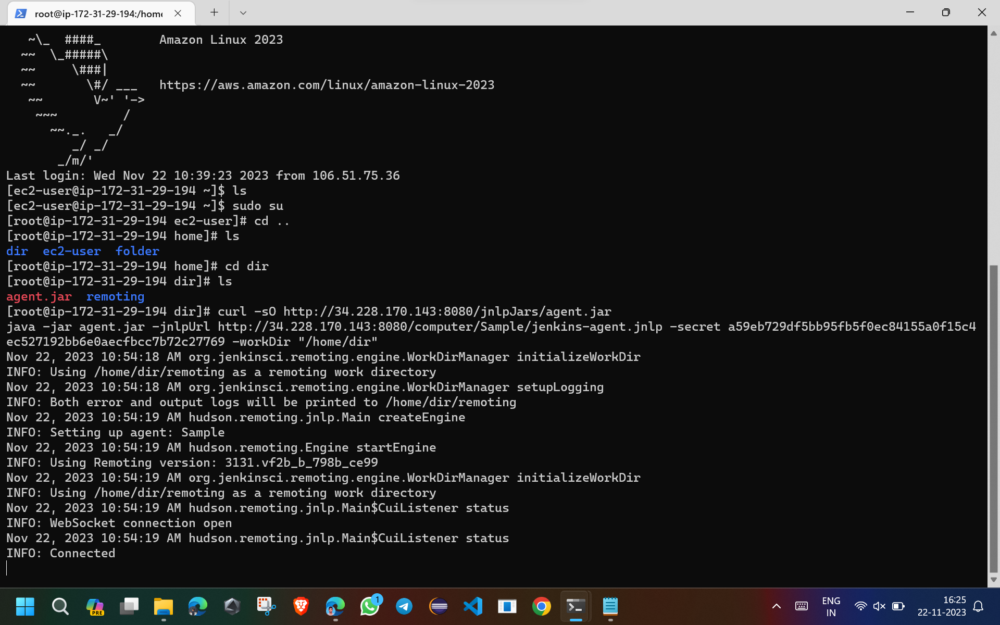 root@ip-172-31-29-194:/home
~\_  ####_        Amazon Linux 2023
~~  \_#####\
~~     \###|
~~       \#/ ___   https://aws.amazon.com/linux/amazon-linux-2023
~~       V~' '->
~~~         /
~~._.   _/
_/ _/
_/m/'
Last login: Wed Nov 22 10:39:23 2023 from 106.51.75.36
[ec2-user@ip-172-31-29-194 ~]$ ls
[ec2-user@ip-172-31-29-194 ~]$ sudo su
[root@ip-172-31-29-194 ec2-user]# cd ..
[root@ip-172-31-29-194 home]# ls
dir  ec2-user  folder
[root@ip-172-31-29-194 home]# cd dir
[root@ip-172-31-29-194 dir]# ls
agent.jar  remoting
[root@ip-172-31-29-194 dir]# curl -sO http://34.228.170.143:8080/jnlpJars/agent.jar
java -jar agent.jar -jnlpUrl http://34.228.170.143:8080/computer/Sample/jenkins-agent.jnlp -secret a59eb729df5bb95fb5f0ec84155a0f15c4
ec527192bb6e0aecfbcc7b72c27769 -workDir "/home/dir"
Nov 22, 2023 10:54:18 AM org.jenkinsci.remoting.engine.WorkDirManager initializeWorkDir
INFO: Using /home/dir/remoting as a remoting work directory
Nov 22, 2023 10:54:18 AM org.jenkinsci.remoting.engine.WorkDirManager setupLogging
INFO: Both error and output logs will be printed to /home/dir/remoting
Nov 22, 2023 10:54:19 AM hudson.remoting.jnlp.Main createEngine
INFO: Setting up agent: Sample
Nov 22, 2023 10:54:19 AM hudson.remoting.Engine startEngine
INFO: Using Remoting version: 3131.vf2b_b_798b_ce99
Nov 22, 2023 10:54:19 AM org.jenkinsci.remoting.engine.WorkDirManager initializeWorkDir
INFO: Using /home/dir/remoting as a remoting work directory
Nov 22, 2023 10:54:19 AM hudson.remoting.jnlp.Main$CuiListener status
INFO: WebSocket connection open
Nov 22, 2023 10:54:19 AM hudson.remoting.jnlp.Main$CuiListener status
INFO: Connected
PRE
1
ENG
IN
16:25
22-11-2023